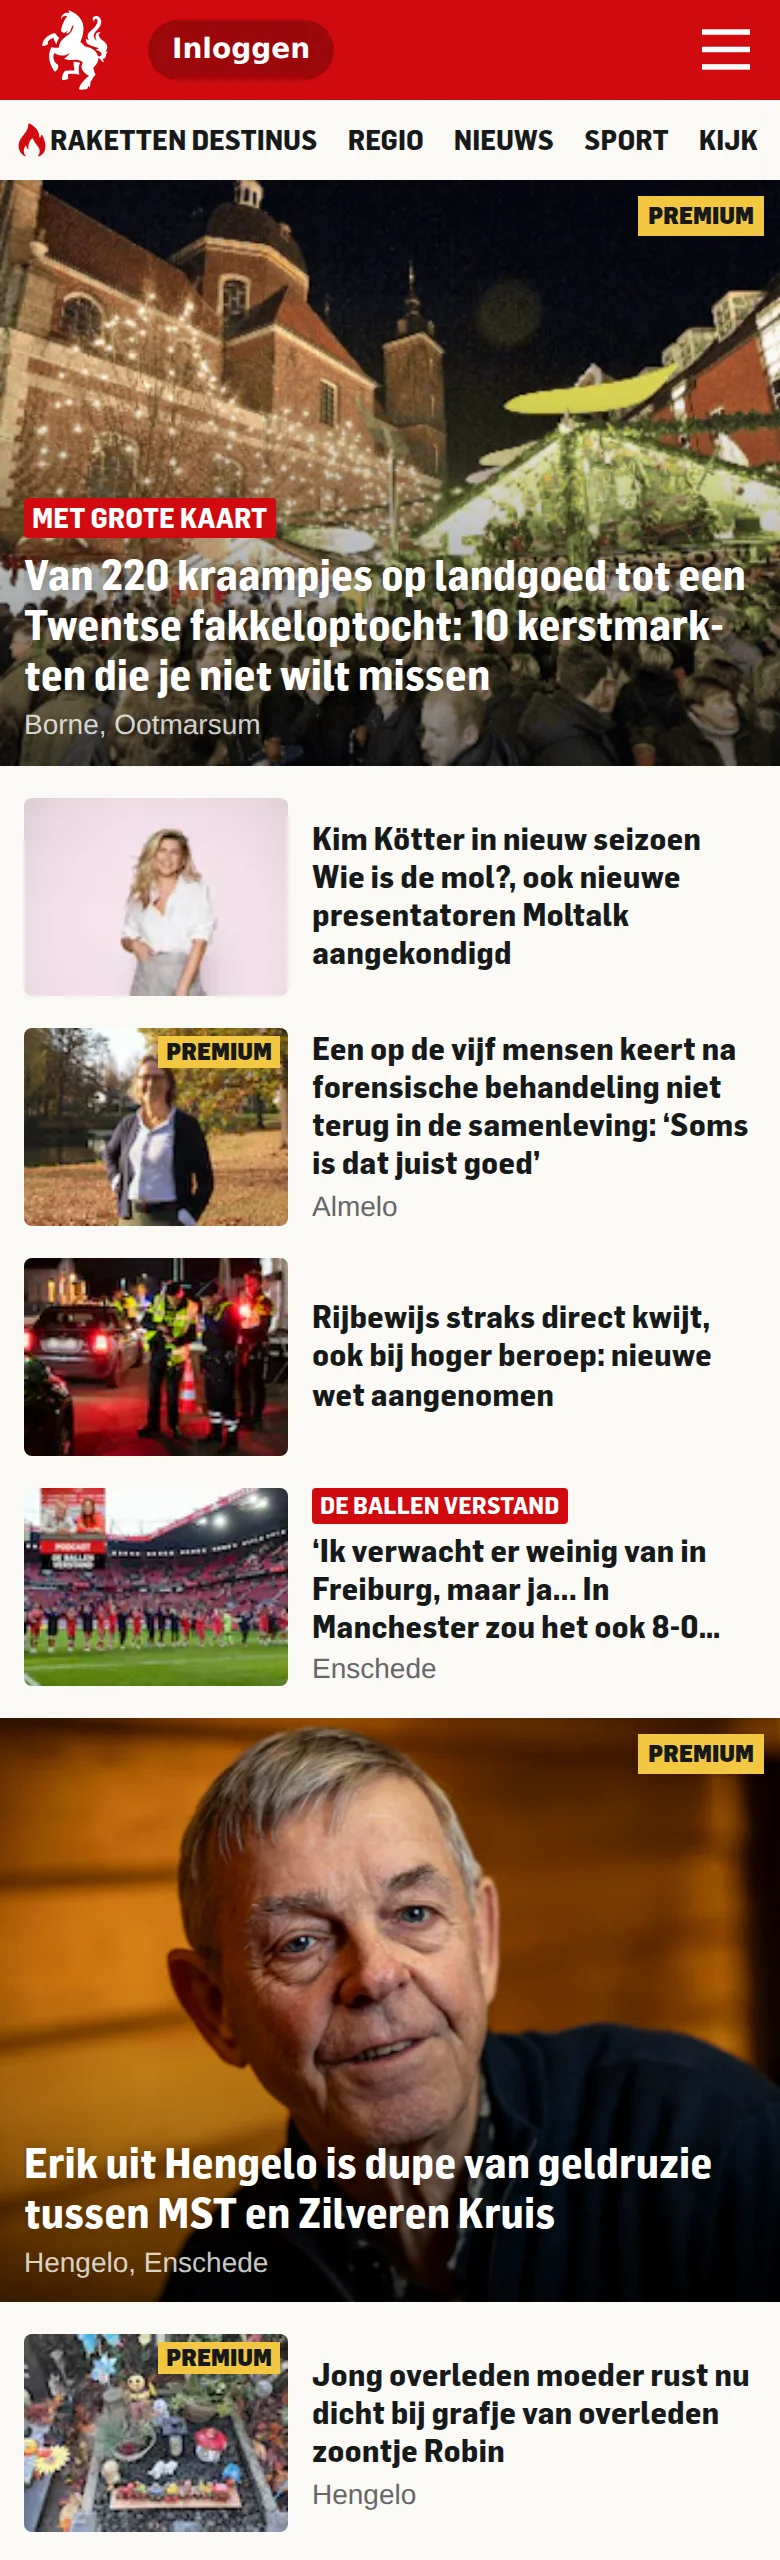 Inloggen
RAKETTEN DESTINUS REGIO NIEUWS SPORT KIJK
PREMIUM
MET GROTE KAART
Van 220 kraampjes op landgoed tot een
Twentse fakkeloptocht: 10 kerstmark-
ten die je niet wilt missen
Borne, Ootmarsum
Kim Kötter in nieuw seizoen
Wie is de mol?, ook nieuwe
presentatoren Moltalk
aangekondigd
PREMIUM
Een op de vijf mensen keert na
forensische behandeling niet
terug in de samenleving: ‘Soms
is dat juist goed’
Almelo
Rijbewijs straks direct kwijt,
ook bij hoger beroep: nieuwe
wet aangenomen
PODCAST
DE BALLEN
VERSTAND
DE BALLEN VERSTAND
‘Ik verwacht er weinig van in
Freiburg, maar ja... In
Manchester zou het ook 8-0...
Enschede
PREMIUM
Erik uit Hengelo is dupe van geldruzie
tussen MST en Zilveren Kruis
Hengelo, Enschede
PREMIUM
Jong overleden moeder rust nu
dicht bij grafje van overleden
zoontje Robin
Hengelo